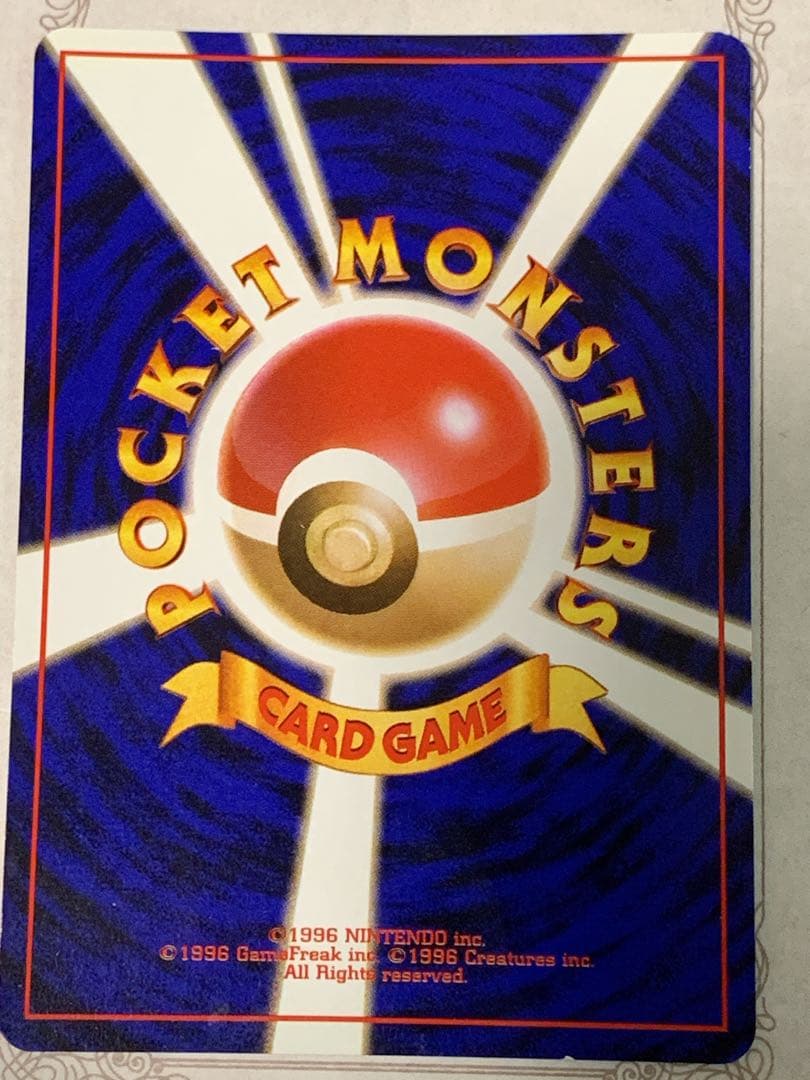 POCKET MONSTERS
CARD GAME
©1996 NINTENDO inc.
©1996 GameFreak inc. ©1996 Creatures inc.
All Rights reserved.